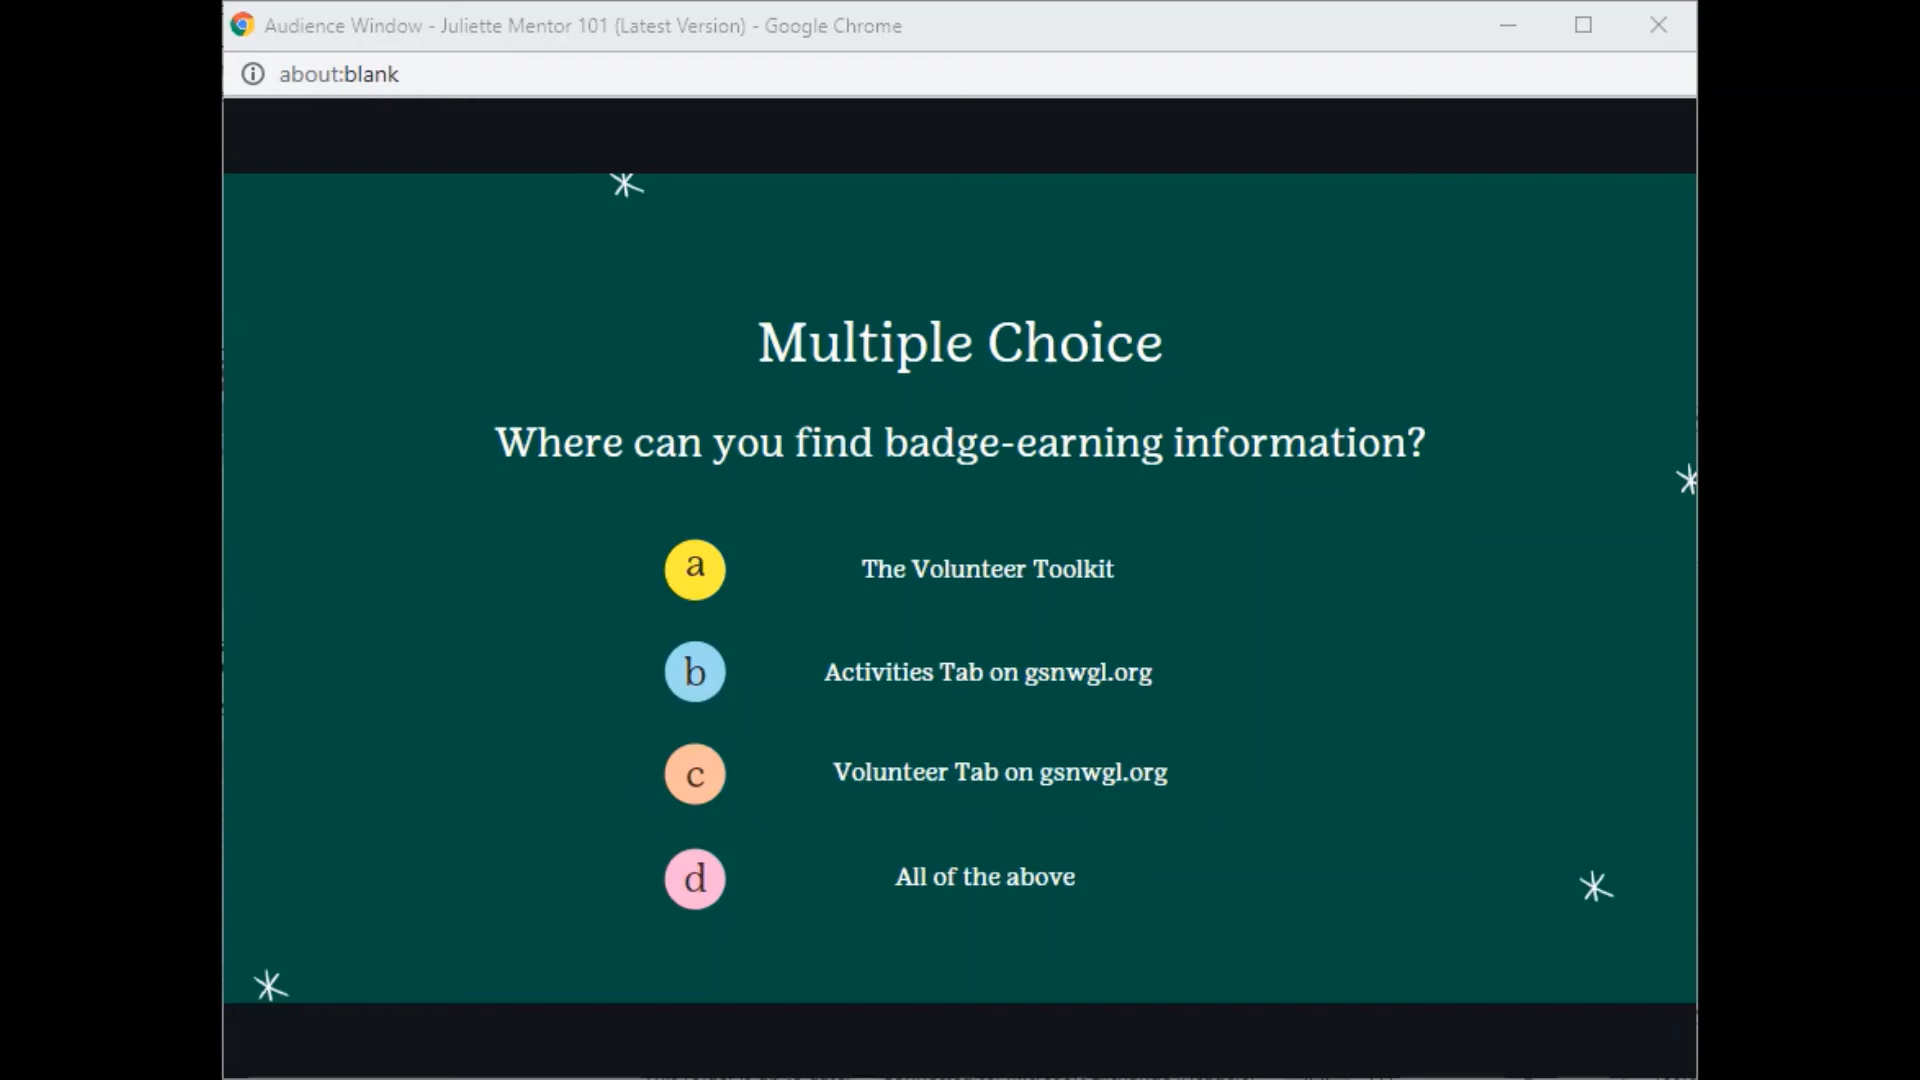 Audience Window - Juliette Mentor 101 (Latest Version) - Google Chrome
about:blank
Multiple Choice
Where can you find badge-earning information?
a The Volunteer Toolkit
b Activities Tab on gsnwgl.org
c Volunteer Tab on gsnwgl.org
d All of the above